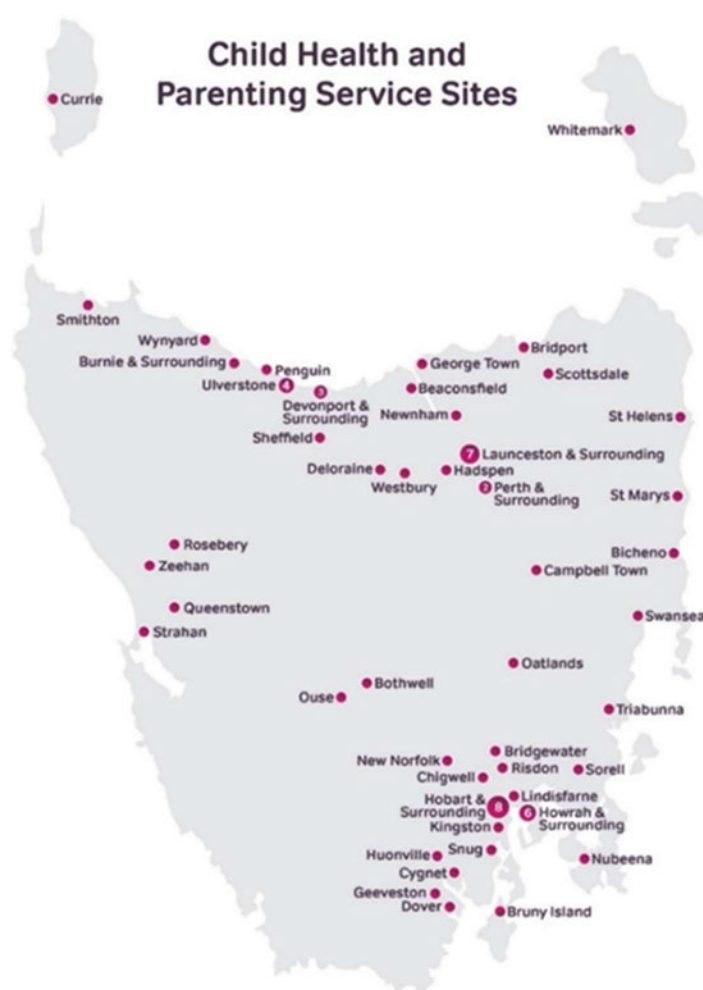 Child Health and
Parenting Service Sites
Currie
Whitemark
Smithton
Wynyard
Bridport
Burnie & Surrounding
Penguin
George Town
Scottsdale
Ulverstone 4
3
Beaconsfield
Devonport &
Surrounding
Newnham
St Helens
Sheffield
7 Launceston & Surrounding
Deloraine
Hadspen
Westbury
2 Perth &
Surrounding
St Marys
Rosebery
Bicheno
Zeehan
Campbell Town
Queenstown
Swansea
Strahan
Oatlands
Bothwell
Ouse
Triabunna
Bridgewater
New Norfolk
Risdon
Sorell
Chigwell
Lindisfarne
Hobart &
Surrounding 8
6 Howrah &
Surrounding
Kingston
Snug
Huonville
Nubeena
Cygnet
Geeveston
Dover
Bruny Island